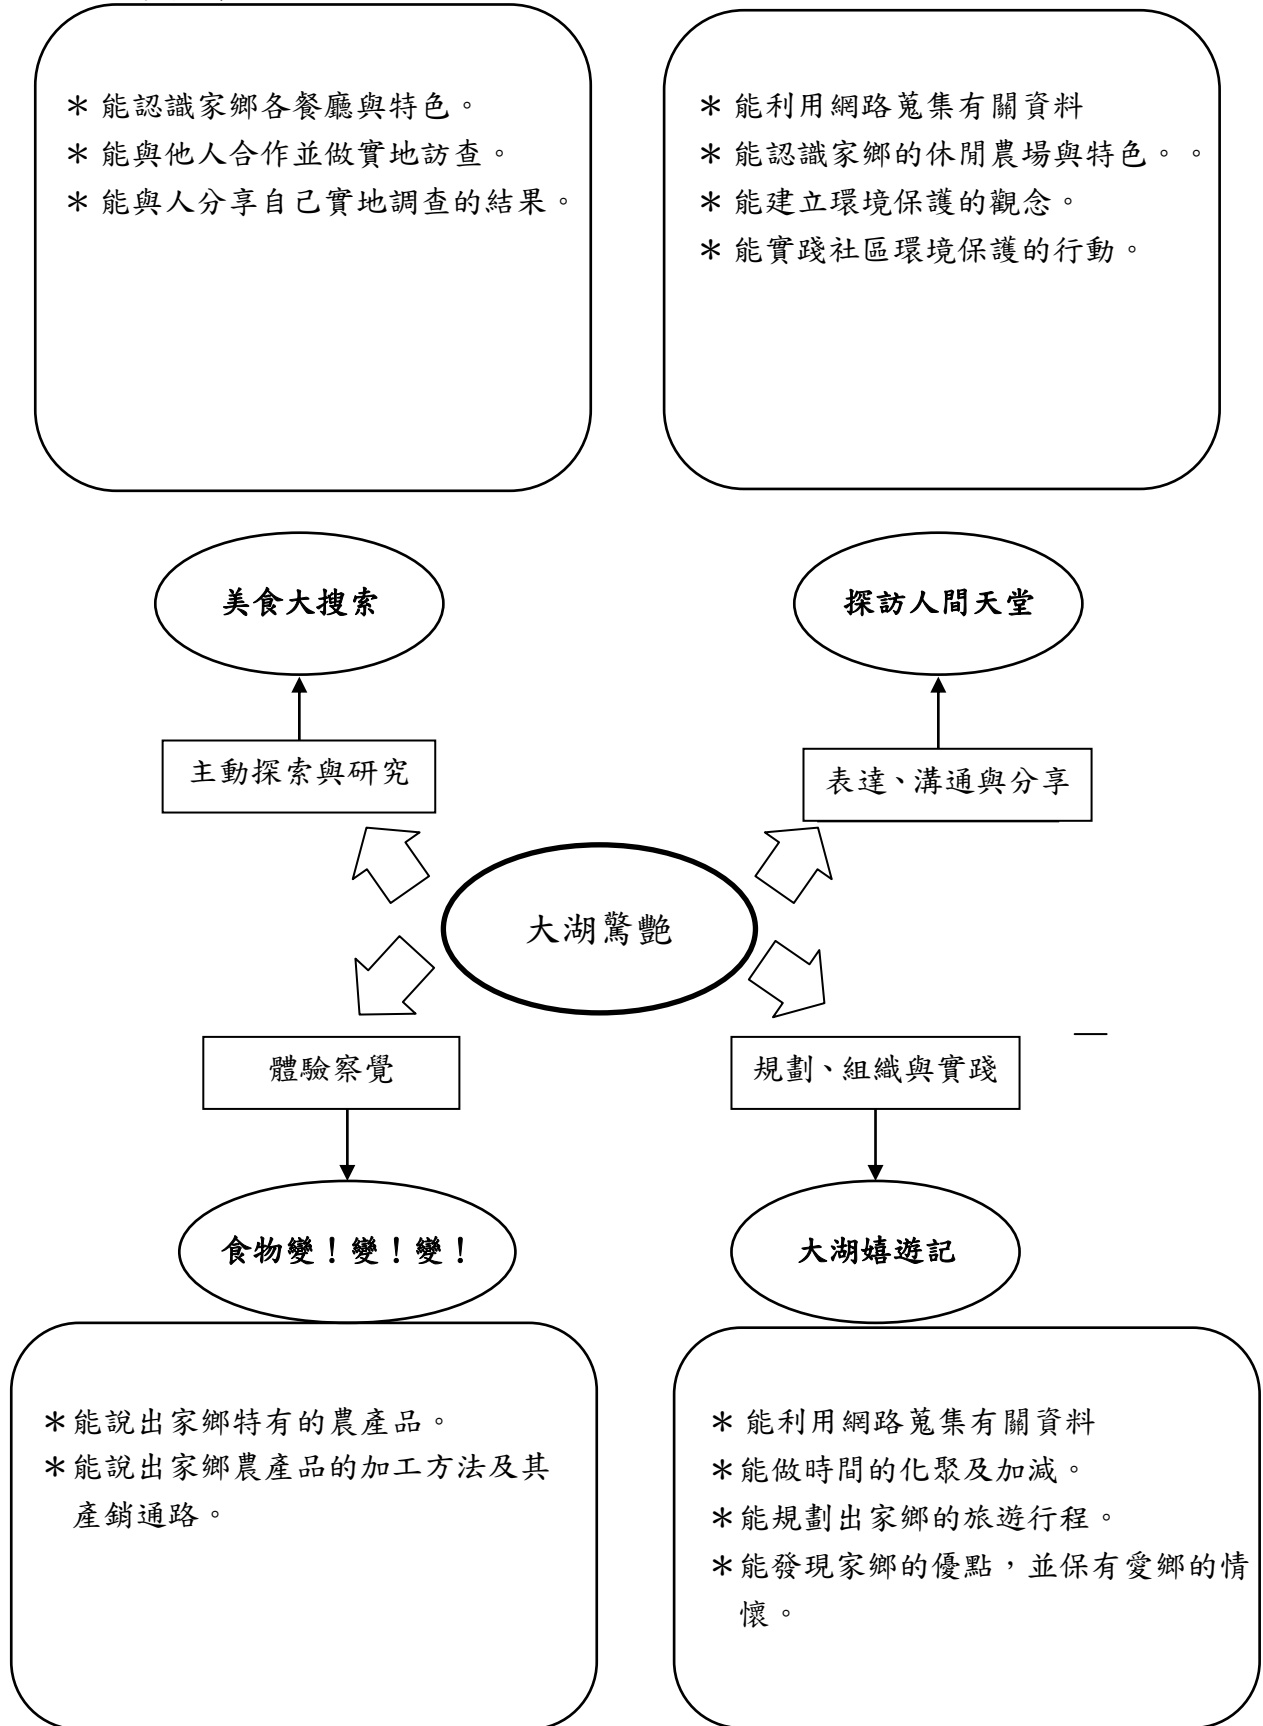 ＊能認識家鄉各餐廳與特色。
＊能與他人合作並做實地訪查。
＊能與人分享自己實地調查的結果。
＊能利用網路蒐集有關資料
＊能認識家鄉的休閒農場與特色。。
＊能建立環境保護的觀念。
＊能實踐社區環境保護的行動。
美食大搜索
探訪人間天堂
主動探索與研究
表達、溝通與分享
大湖驚艷
體驗察覺
規劃、組織與實踐
食物變！變！變！
大湖嬉遊記
＊能說出家鄉特有的農產品。
＊能說出家鄉農產品的加工方法及其
產銷通路。
＊能利用網路蒐集有關資料
＊能做時間的化聚及加減。
＊能規劃出家鄉的旅遊行程。
＊能發現家鄉的優點，並保有愛鄉的情
懷。